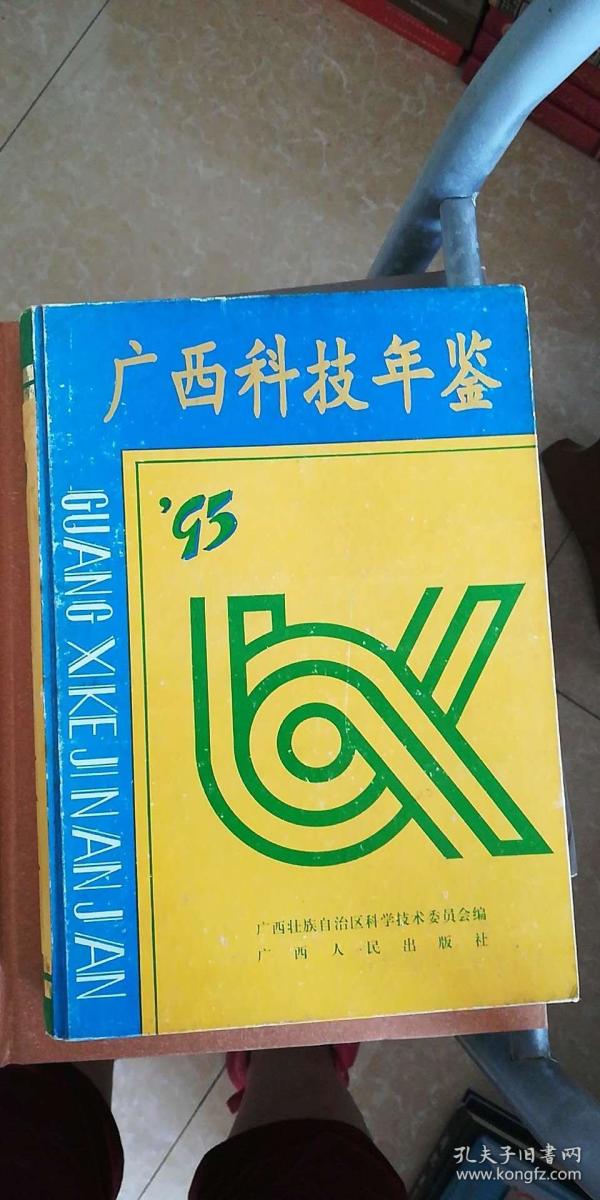 广西科技年鉴
'95
GUANG XIKE JI NIAN JIAN
广西壮族自治区科学技术委员会编
广西人民出版社
孔夫子旧书网
www.kongfz.com